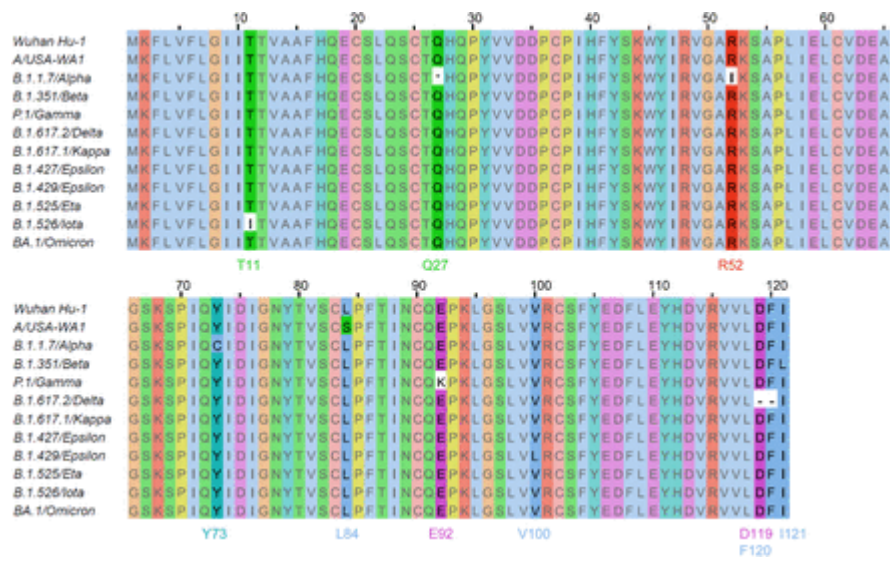 10 20 30 40 50 60
Wuhan Hu-1 MKFLVFLGIITTVAAFHQECSLQSCTQHQPYVVDDPCPIHFYSKWYIRVGARKSAPLIELCVDEA
A/USA-WA1 MKFLVFLGIITTVAAFHQECSLQSCTQHQPYVVDDPCPIHFYSKWYIRVGARKSAPLIELCVDEA
B.1.1.7/Alpha MKFLVFLGIITTVAAFHQECSLQSCT*HQPYVVDDPCPIHFYSKWYIRVGAIKSAPLIELCVDEA
B.1.351/Beta MKFLVFLGIITTVAAFHQECSLQSCTQHQPYVVDDPCPIHFYSKWYIRVGARKSAPLIELCVDEA
P.1/Gamma MKFLVFLGIITTVAAFHQECSLQSCTQHQPYVVDDPCPIHFYSKWYIRVGARKSAPLIELCVDEA
B.1.617.2/Delta MKFLVFLGIITTVAAFHQECSLQSCTQHQPYVVDDPCPIHFYSKWYIRVGARKSAPLIELCVDEA
B.1.617.1/Kappa MKFLVFLGIITTVAAFHQECSLQSCTQHQPYVVDDPCPIHFYSKWYIRVGARKSAPLIELCVDEA
B.1.427/Epsilon MKFLVFLGIITTVAAFHQECSLQSCTQHQPYVVDDPCPIHFYSKWYIRVGARKSAPLIELCVDEA
B.1.429/Epsilon MKFLVFLGIITTVAAFHQECSLQSCTQHQPYVVDDPCPIHFYSKWYIRVGARKSAPLIELCVDEA
B.1.525/Eta MKFLVFLGIITTVAAFHQECSLQSCTQHQPYVVDDPCPIHFYSKWYIRVGARKSAPLIELCVDEA
B.1.526/Iota MKFLVFLGIIITVAAFHQECSLQSCTQHQPYVVDDPCPIHFYSKWYIRVGARKSAPLIELCVDEA
BA.1/Omicron MKFLVFLGIITTVAAFHQECSLQSCTQHQPYVVDDPCPIHFYSKWYIRVGARKSAPLIELCVDEA
T11 Q27 R52
70 80 90 100 110 121
Wuhan Hu-1 GSKSPIQYIDIGNYTVSCLPFTINCQEPKLGSLVVRCSFYEDFLEYHDVRVVLDFI
A/USA-WA1 GSKSPIQYIDIGNYTVSCSPFTINCQEPKLGSLVVRCSFYEDFLEYHDVRVVLDFI
B.1.1.7/Alpha GSKSPIQCIDIGNYTVSCLPFTINCQEPKLGSLVVRCSFYEDFLEYHDVRVVLDFI
B.1.351/Beta GSKSPIQYIDIGNYTVSCLPFTINCQEPKLGSLVVRCSFYEDFLEYHDVRVVLDFL
P.1/Gamma GSKSPIQYIDIGNYTVSCLPFTINCQKPKLGSLVVRCSFYEDFLEYHDVRVVLDFI
B.1.617.2/Delta GSKSPIQYIDIGNYTVSCLPFTINCQEPKLGSLVVRCSFYEDFLEYHDVRVVL--I
B.1.617.1/Kappa GSKSPIQYIDIGNYTVSCLPFTINCQEPKLGSLVVRCSFYEDFLEYHDVRVVLDFI
B.1.427/Epsilon GSKSPIQYIDIGNYTVSCLPFTINCQEPKLGSLVVRCSFYEDFLEYHDVRVVLDFI
B.1.429/Epsilon GSKSPIQYIDIGNYTVSCLPFTINCQEPKLGSLVLRCSFYEDFLEYHDVRVVLDFI
B.1.525/Eta GSKSPIQYIDIGNYTVSCLPFTINCQEPKLGSLVVRCSFYEDFLEYHDVRVVLDFI
B.1.526/Iota GSKSPIQYIDIGNYTVSCLPFTINCQEPKLGSLVVRCSFYEDFLEYHDVRVVLDFI
BA.1/Omicron GSKSPIQYIDIGNYTVSCLPFTINCQEPKLGSLVVRCSFYEDFLEYHDVRVVLDFI
Y73 L84 E92 V100 D119 I121
F120